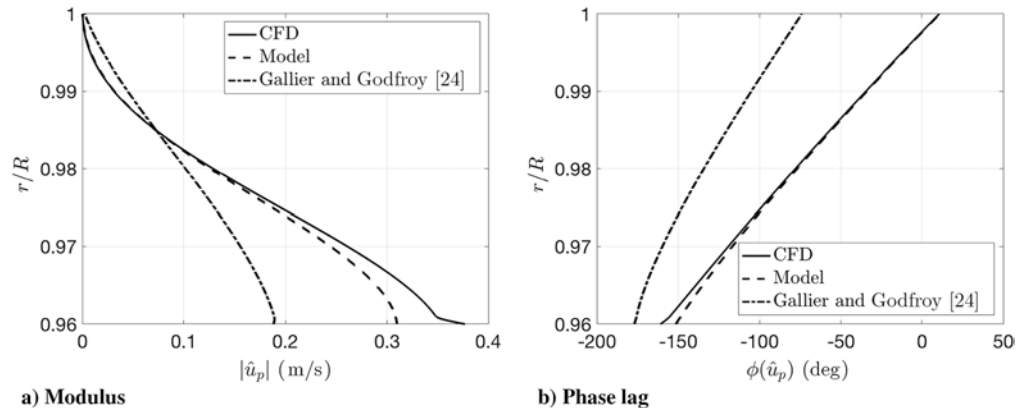 1
0.99
0.98
0.97
0.96
r/R
0 0.1 0.2 0.3 0.4
|û_p| (m/s)
CFD
Model
Gallier and Godfroy [24]
a) Modulus
1
0.99
0.98
0.97
0.96
r/R
-200 -150 -100 -50 0 50
ϕ(û_p) (deg)
CFD
Model
Gallier and Godfroy [24]
b) Phase lag